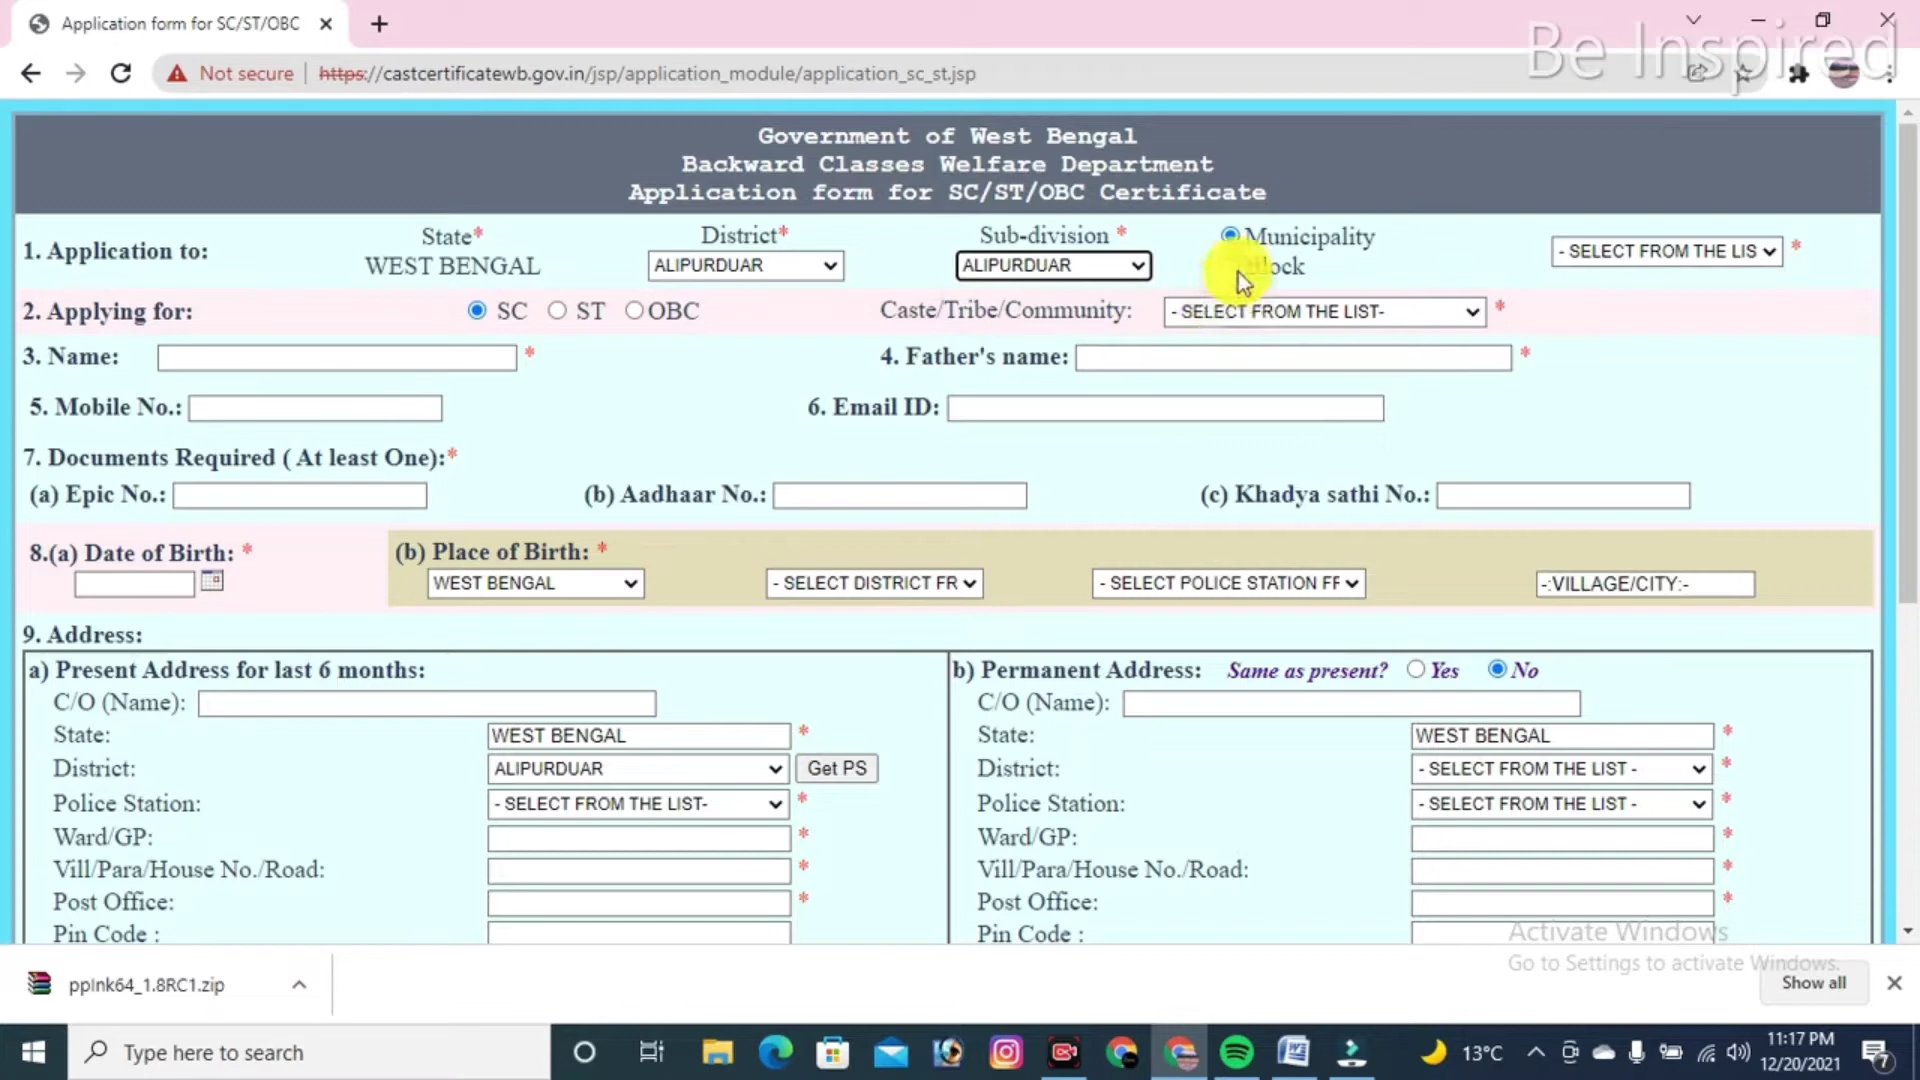 Application form for SC/ST/OBC
Be Inspired
Not secure https://castcertificatewb.gov.in/jsp/application_module/application_sc_st.jsp
Government of West Bengal
Backward Classes Welfare Department
Application form for SC/ST/OBC Certificate
1. Application to: State* WEST BENGAL District* ALIPURDUAR Sub-division * ALIPURDUAR Municipality - SELECT FROM THE LIS *
2. Applying for: SC ST OBC Caste/Tribe/Community: - SELECT FROM THE LIST- *
3. Name: * 4. Father's name: *
5. Mobile No.: 6. Email ID:
7. Documents Required ( At least One):*
(a) Epic No.: (b) Aadhaar No.: (c) Khadya sathi No.:
8.(a) Date of Birth: * (b) Place of Birth: *
WEST BENGAL - SELECT DISTRICT FR - SELECT POLICE STATION FF -:VILLAGE/CITY:-
9. Address:
a) Present Address for last 6 months:
C/O (Name):
State: WEST BENGAL *
District: ALIPURDUAR Get PS
Police Station: - SELECT FROM THE LIST- *
Ward/GP: *
Vill/Para/House No./Road: *
Post Office: *
Pin Code :
b) Permanent Address: Same as present? Yes No
C/O (Name):
State: WEST BENGAL *
District: - SELECT FROM THE LIST - *
Police Station: - SELECT FROM THE LIST - *
Ward/GP: *
Vill/Para/House No./Road: *
Post Office: *
Pin Code :
Activate Windows
Go to Settings to activate Windows.
ppInk64_1.8RC1.zip
Show all
Type here to search
13°C
11:17 PM
12/20/2021
7